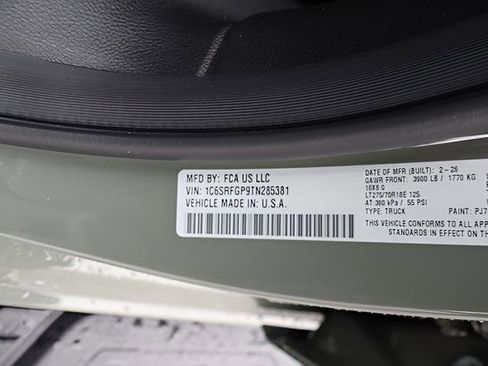 MFD BY: FCA US LLC
VIN: 1C6SRFGP9TN285381
VEHICLE MADE IN: U.S.A.
DATE OF MFR (BUILT): 2-26
GAWR FRONT: 3900 LB / 1770 KG
18X8.0
LT275/70R18E 125
AT 380 kPa / 55 PSI
TYPE: TRUCK PAINT: PJ7
THIS VEHICLE CONFORMS TO ALL APP
STANDARDS IN EFFECT ON